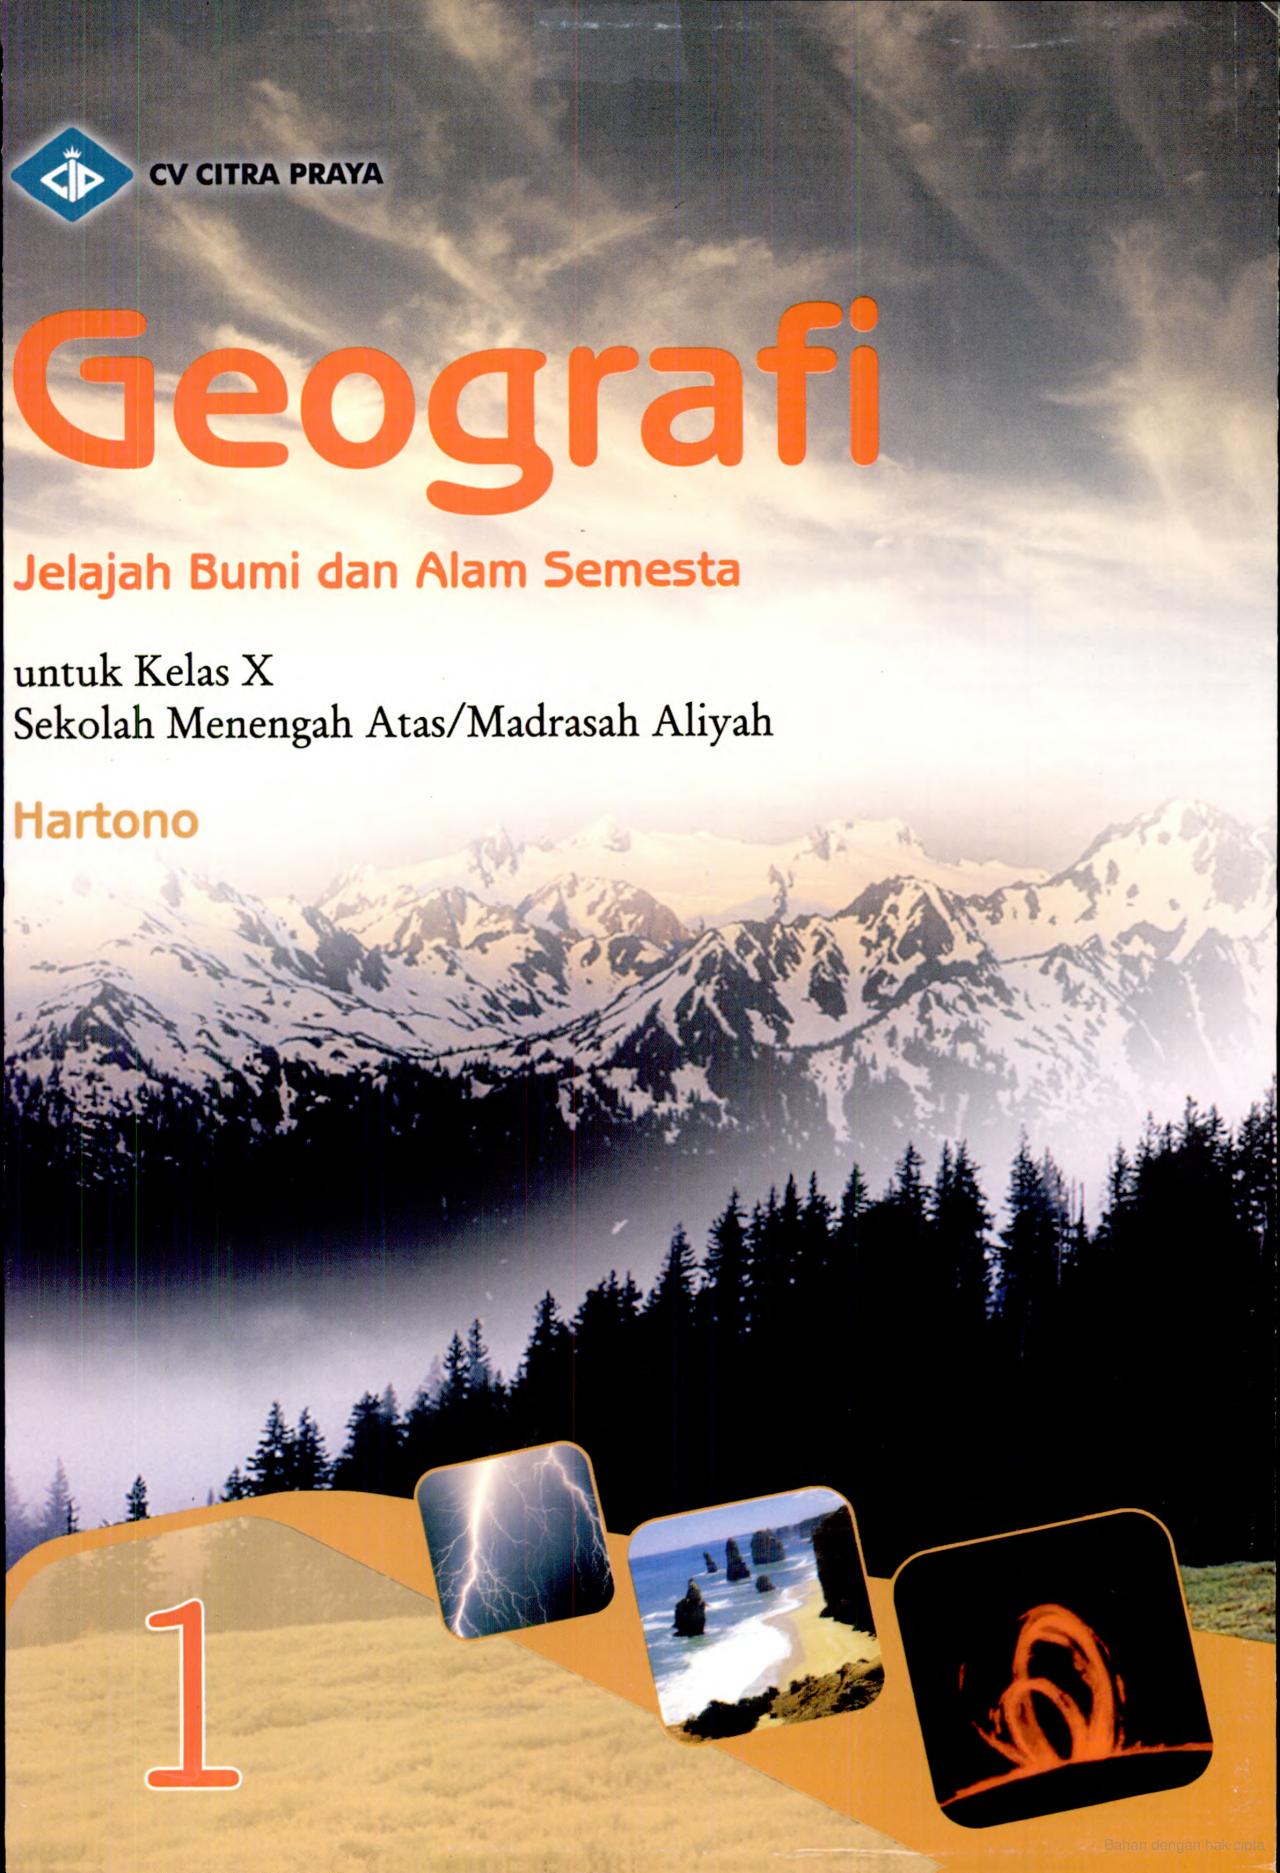 CV CITRA PRAYA
Geografi
Jelajah Bumi dan Alam Semesta
untuk Kelas X
Sekolah Menengah Atas/Madrasah Aliyah
Hartono
1
Bahan dengan hak cipta